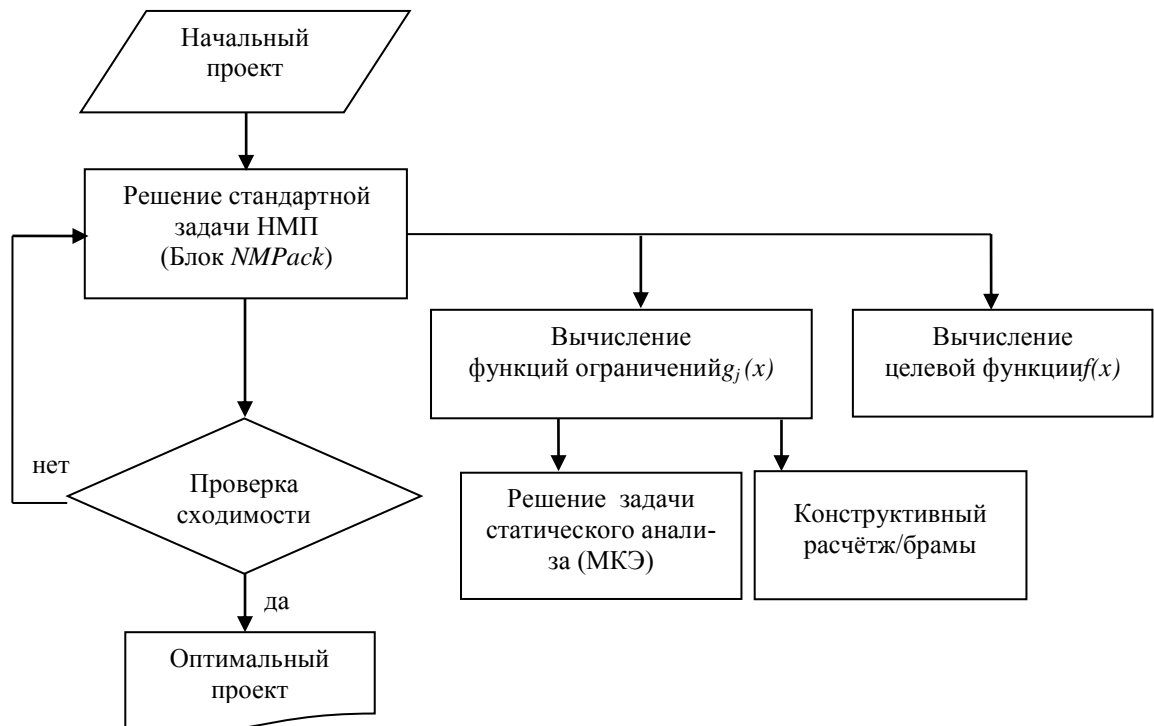 Начальный
проект
Решение стандартной
задачи НМП
(Блок NMPack)
Вычисление
функций ограниченийgj (x)
Вычисление
целевой функцииf(x)
нет
Проверка
сходимости
Решение задачи
статического анали-
за (МКЭ)
Конструктивный
расчётж/брамы
да
Оптимальный
проект